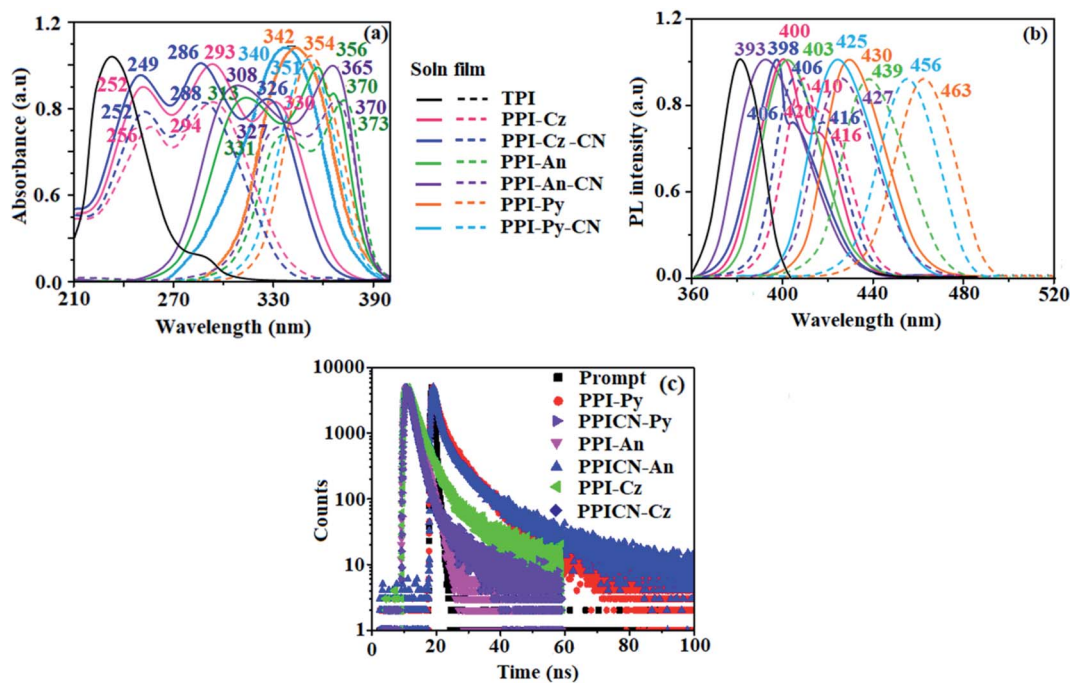 1.2
0.9
0.6
0.3
0.0
210 270 330 390
Absorbance (a.u)
Wavelength (nm)
(a)
252
249
286
293
340
342
354
356
308
351
365
313
326
370
252
288
330
370
256
294
327
373
331
Soln film
TPI
PPI-Cz
PPI-Cz -CN
PPI-An
PPI-An-CN
PPI-Py
PPI-Py-CN
1.2
0.9
0.6
0.3
0.0
360 400 440 480 520
PL intensity (a.u)
Wavelength (nm)
(b)
400
393
398
403
425
430
406
439
456
410
463
406
420
427
416
416
10000
1000
100
10
1
0 20 40 60 80 100
Counts
Time (ns)
(c)
Prompt
PPI-Py
PPICN-Py
PPI-An
PPICN-An
PPI-Cz
PPICN-Cz